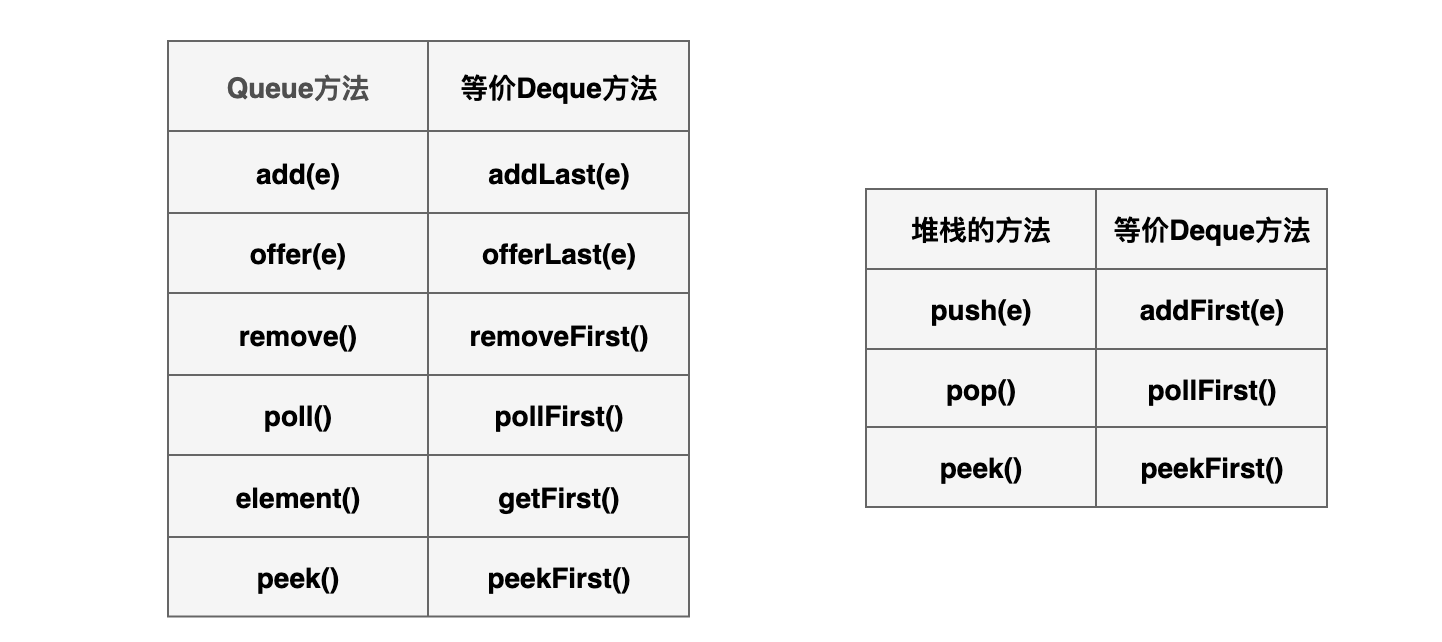 Queue方法 等价Deque方法
add(e) addLast(e)
offer(e) offerLast(e)
remove() removeFirst()
poll() pollFirst()
element() getFirst()
peek() peekFirst()
堆栈的方法 等价Deque方法
push(e) addFirst(e)
pop() pollFirst()
peek() peekFirst()